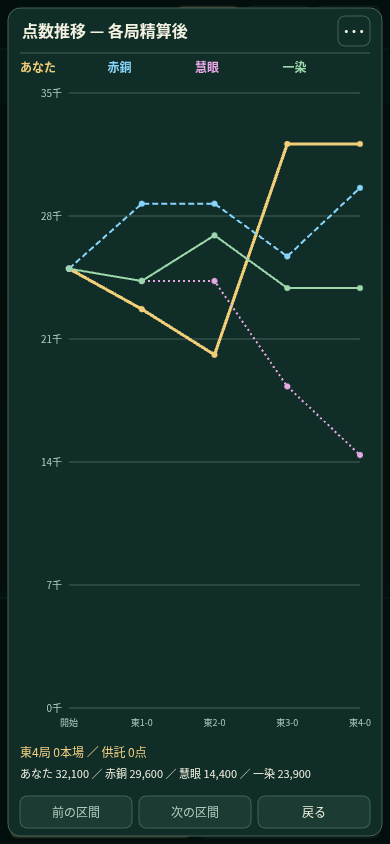 点数推移 — 各局精算後
…
あなた 赤銅 慧眼 一染
35千
28千
21千
14千
7千
0千
開始 東1-0 東2-0 東3-0 東4-0
東4局 0本場 ／ 供託 0点
あなた 32,100 ／ 赤銅 29,600 ／ 慧眼 14,400 ／ 一染 23,900
前の区間 次の区間 戻る